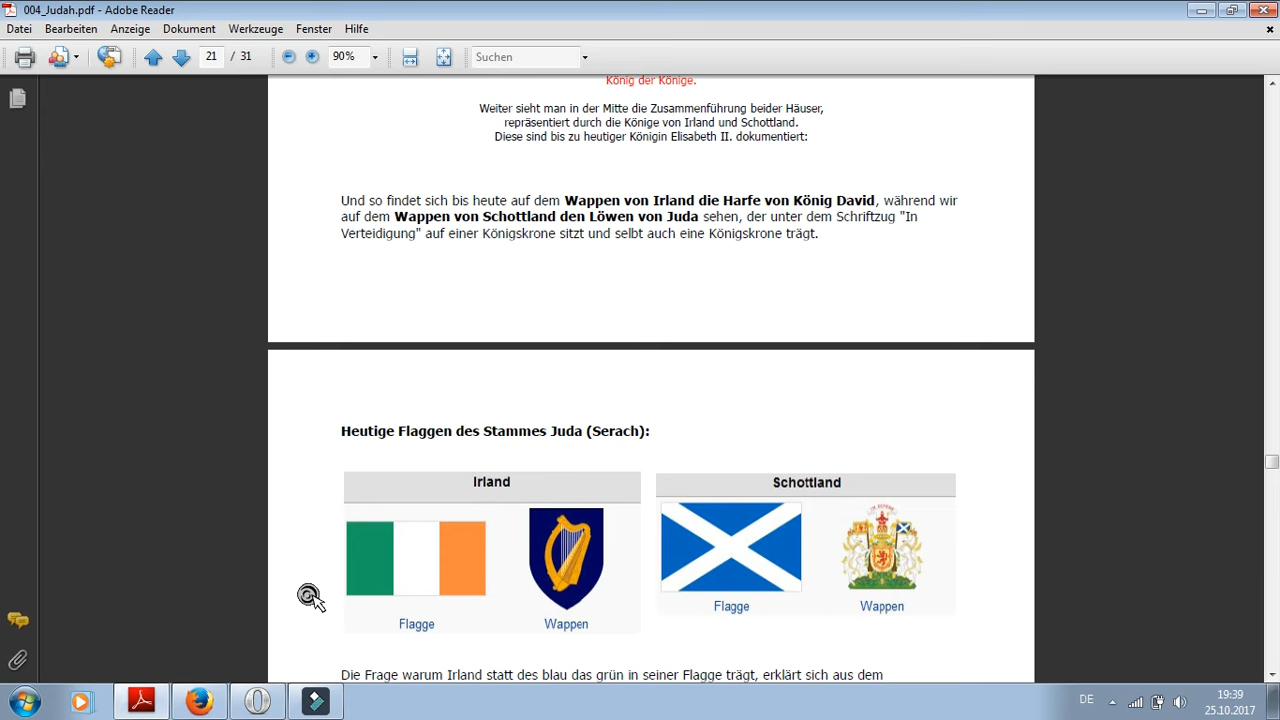 004_Judah.pdf - Adobe Reader
Datei Bearbeiten Anzeige Dokument Werkzeuge Fenster Hilfe
21 / 31 90% Suchen
König der Könige.
Weiter sieht man in der Mitte die Zusammenführung beider Häuser,
repräsentiert durch die Könige von Irland und Schottland.
Diese sind bis zu heutiger Königin Elisabeth II. dokumentiert:
Und so findet sich bis heute auf dem Wappen von Irland die Harfe von König David, während wir
auf dem Wappen von Schottland den Löwen von Juda sehen, der unter dem Schriftzug "In
Verteidigung" auf einer Königskrone sitzt und selbt auch eine Königskrone trägt.
Heutige Flaggen des Stammes Juda (Serach):
Irland
Schottland
Flagge
Wappen
Flagge
Wappen
Die Frage warum Irland statt des blau das grün in seiner Flagge trägt, erklärt sich aus dem
DE
19:39
25.10.2017